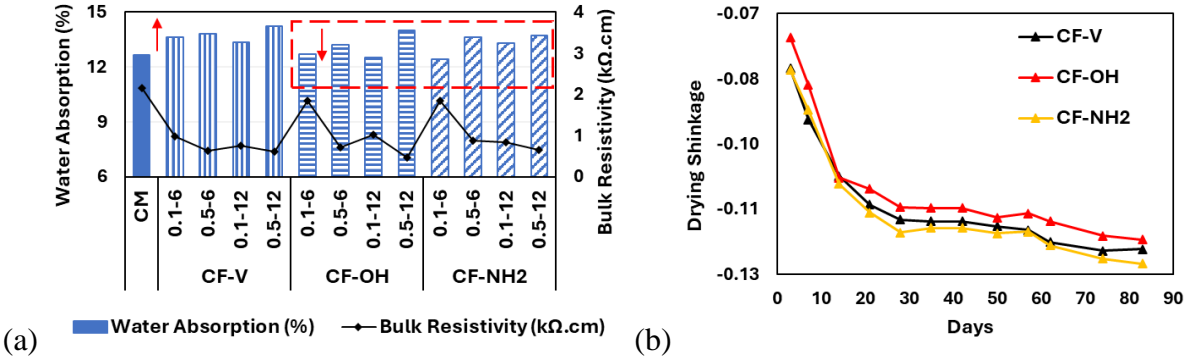 Water Absorption (%)
15
12
9
6
4
3
2
1
0
Bulk Resistivity (kΩ.cm)
CM
0.1-6
0.5-6
0.1-12
0.5-12
0.1-6
0.5-6
0.1-12
0.5-12
0.1-6
0.5-6
0.1-12
0.5-12
CF-V
CF-OH
CF-NH2
(a)
Water Absorption (%)
Bulk Resistivity (kΩ.cm)
Drying Shinkage
-0.07
-0.08
-0.10
-0.11
-0.13
CF-V
CF-OH
CF-NH2
0 10 20 30 40 50 60 70 80 90
Days
(b)